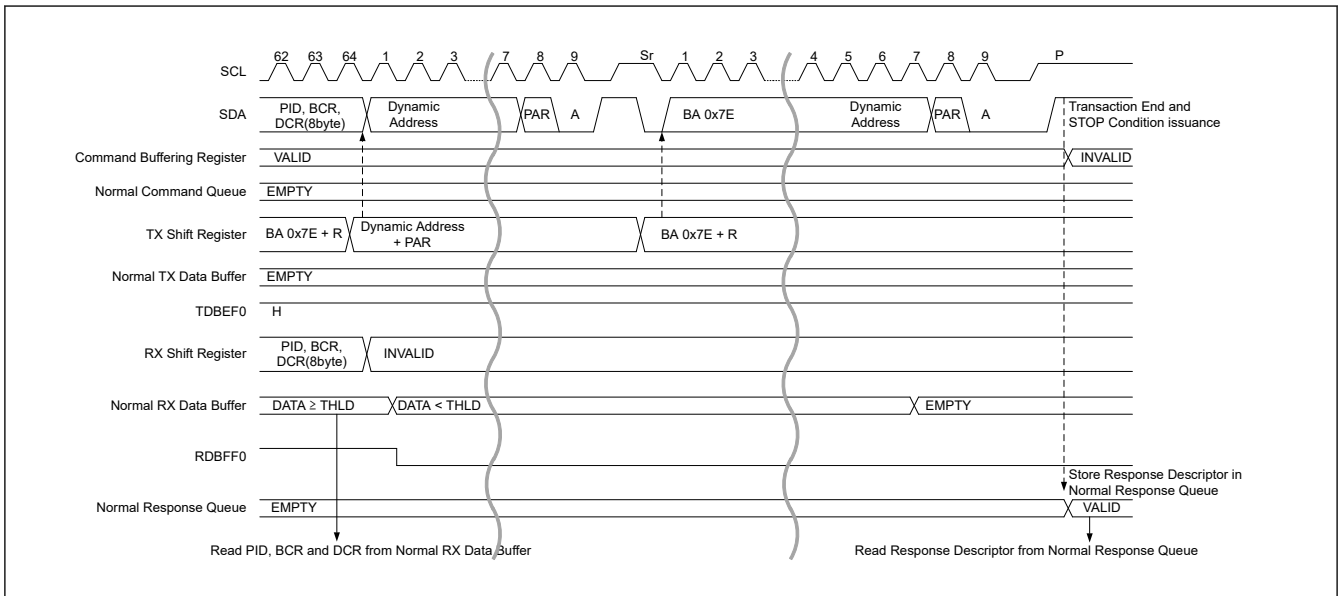 62 63 64 1 2 3 7 8 9 Sr 1 2 3 4 5 6 7 8 9 P
SCL
SDA PID, BCR, DCR(8byte) Dynamic Address PAR A BA 0x7E Dynamic Address PAR A Transaction End and STOP Condition issuance
Command Buffering Register VALID INVALID
Normal Command Queue EMPTY
TX Shift Register BA 0x7E + R Dynamic Address + PAR BA 0x7E + R
Normal TX Data Buffer EMPTY
TDBEF0 H
RX Shift Register PID, BCR, DCR(8byte) INVALID
Normal RX Data Buffer DATA ≥ THLD DATA < THLD EMPTY
RDBFF0
Store Response Descriptor in Normal Response Queue
Normal Response Queue EMPTY VALID
Read PID, BCR and DCR from Normal RX Data Buffer Read Response Descriptor from Normal Response Queue